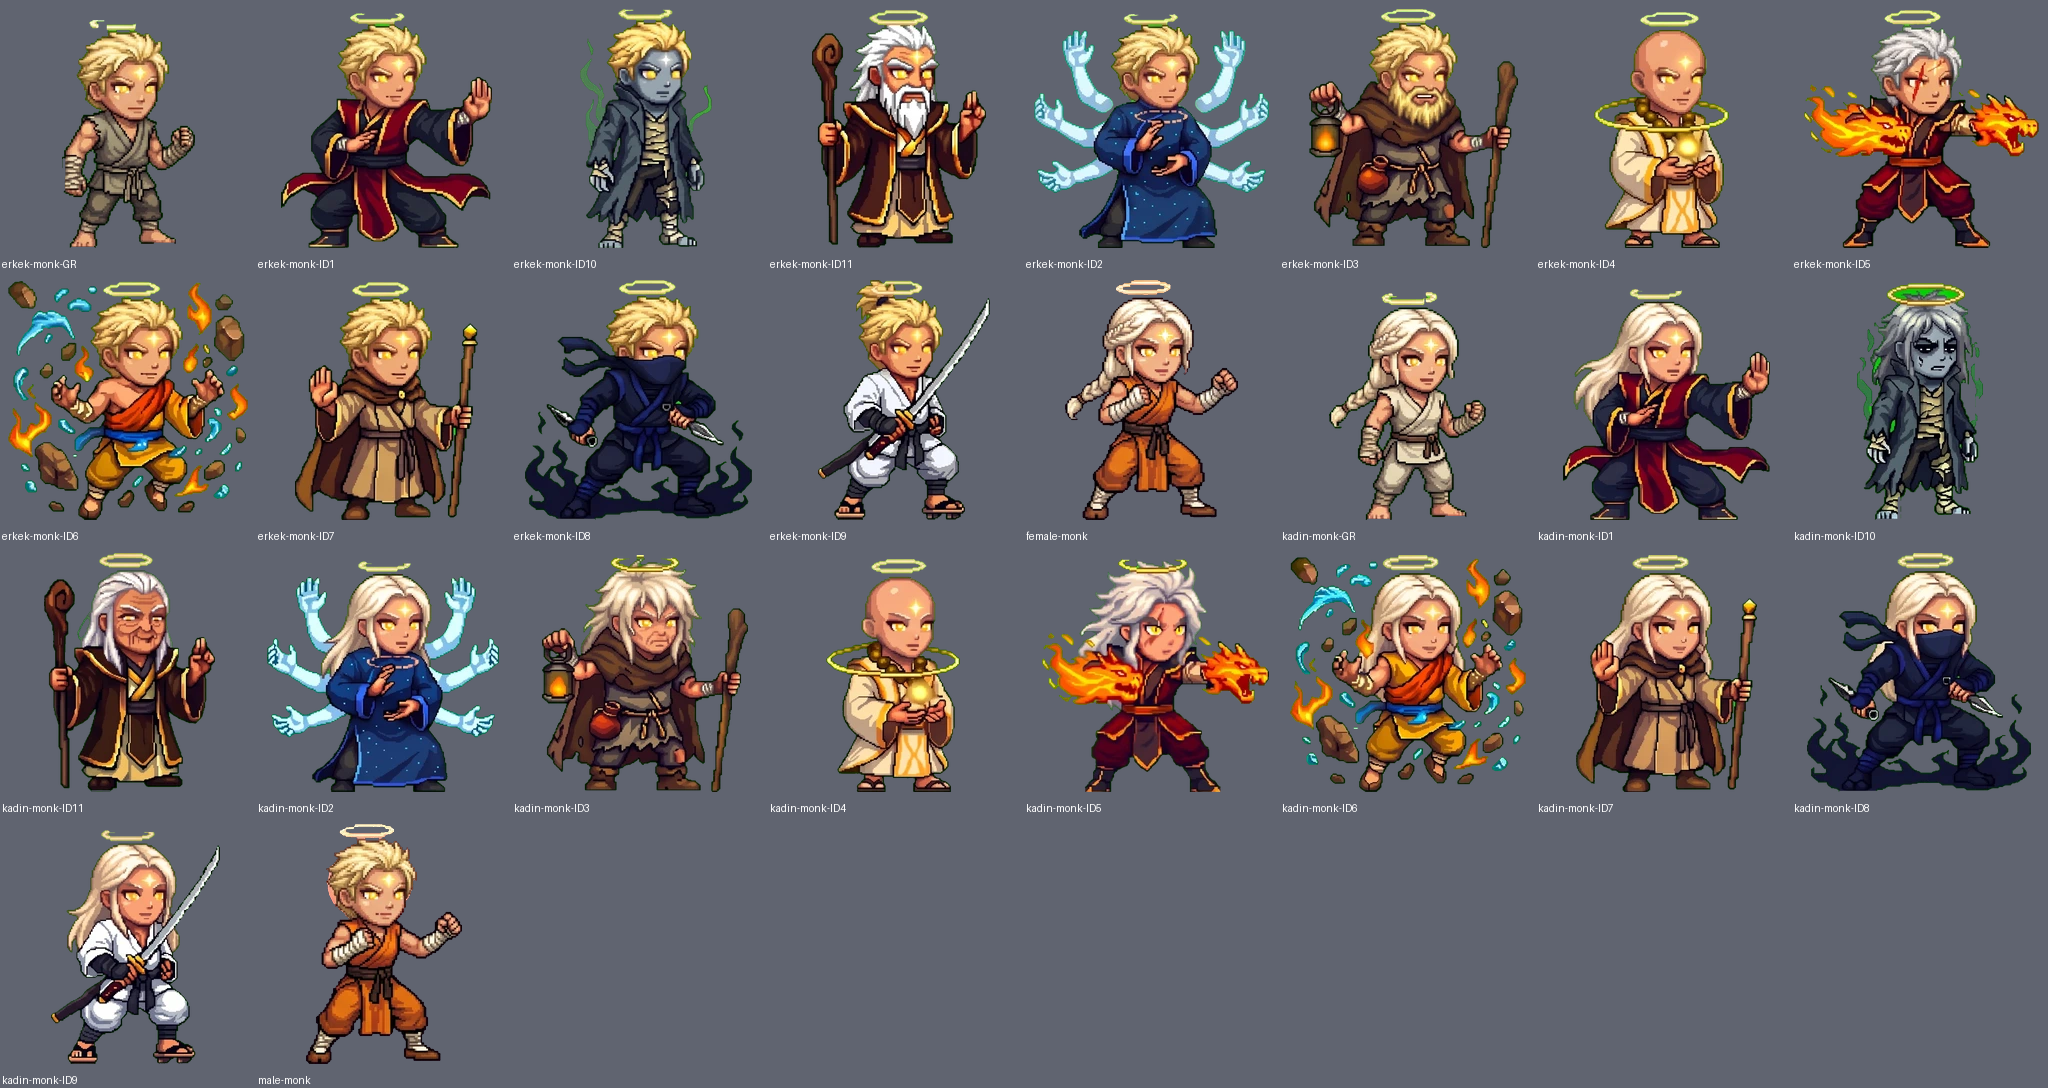 erkek-monk-GR
erkek-monk-ID1
erkek-monk-ID10
erkek-monk-ID11
erkek-monk-ID2
erkek-monk-ID3
erkek-monk-ID4
erkek-monk-ID5
erkek-monk-ID6
erkek-monk-ID7
erkek-monk-ID8
erkek-monk-ID9
female-monk
kadin-monk-GR
kadin-monk-ID1
kadin-monk-ID10
kadin-monk-ID11
kadin-monk-ID2
kadin-monk-ID3
kadin-monk-ID4
kadin-monk-ID5
kadin-monk-ID6
kadin-monk-ID7
kadin-monk-ID8
kadin-monk-ID9
male-monk